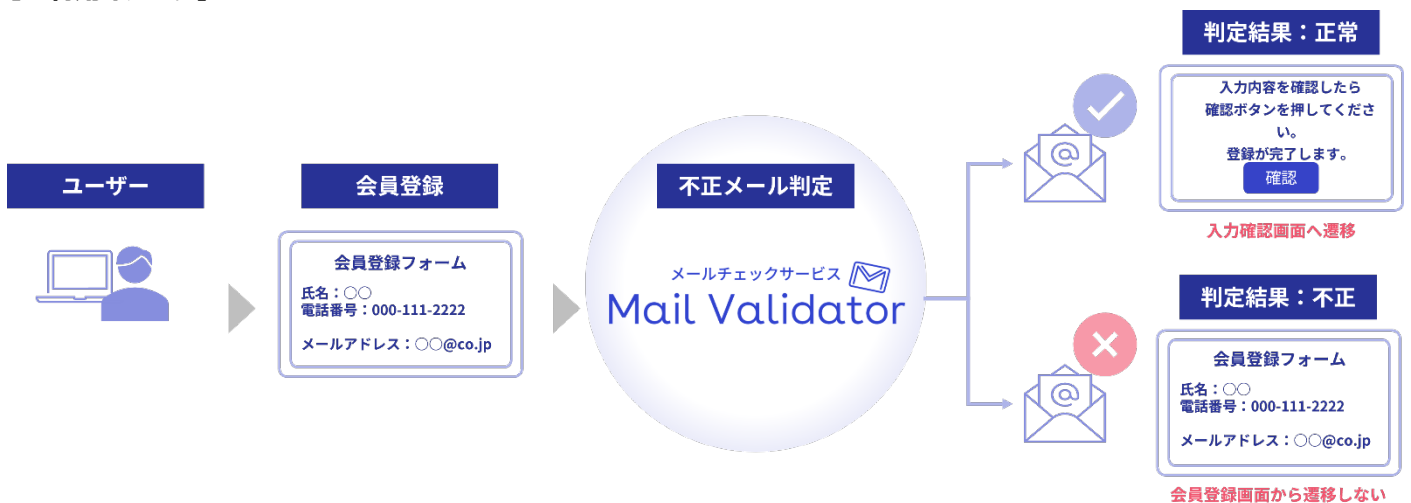 ユーザー
会員登録
会員登録フォーム
氏名：○○
電話番号：000-111-2222
メールアドレス：○○@co.jp
不正メール判定
メールチェックサービス
Mail Validator
判定結果：正常
入力内容を確認したら
確認ボタンを押してくださ
い。
登録が完了します。
確認
入力確認画面へ遷移
判定結果：不正
会員登録フォーム
氏名：○○
電話番号：000-111-2222
メールアドレス：○○@co.jp
会員登録画面から遷移しない